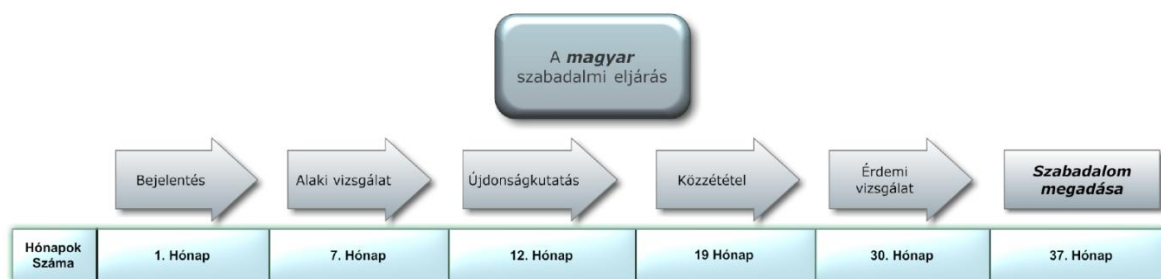 A magyar
szabadalmi eljárás
Bejelentés
Alaki vizsgálat
Újdonságkutatás
Közzététel
Érdemi
vizsgálat
Szabadalom
megadása
Hónapok
Száma
1. Hónap
7. Hónap
12. Hónap
19 Hónap
30. Hónap
37. Hónap